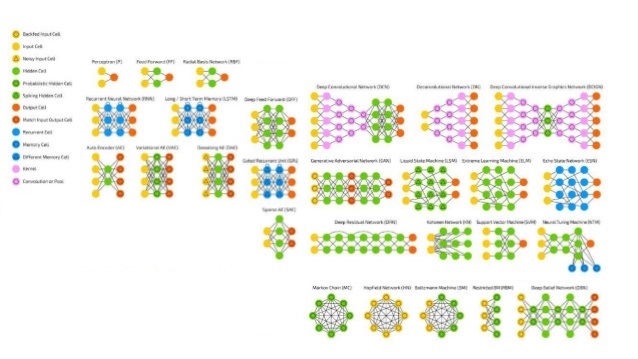 Backfed Input Cell
Input Cell
Noisy Input Cell
Hidden Cell
Probablistic Hidden Cell
Spiking Hidden Cell
Output Cell
Match Input Output Cell
Recurrent Cell
Memory Cell
Different Memory Cell
Kernel
Convolution or Pool
Perceptron (P)
Feed Forward (FF)
Radial Basis Network (RBF)
Recurrent Neural Network (RNN)
Long / Short Term Memory (LSTM)
Deep Feed Forward (DFF)
Deep Convolutional Network (DCN)
Deconvolutional Network (DN)
Deep Convolutional Inverse Graphics Network (DCIGN)
Auto Encoder (AE)
Variational AE (VAE)
Denoising AE (DAE)
Gated Recurrent Unit (GRU)
Generative Adversarial Network (GAN)
Liquid State Machine (LSM)
Extreme Learning Machine (ELM)
Echo State Network (ESN)
Sparse AE (SAE)
Deep Residual Network (DRN)
Kohonen Network (KN)
Support Vector Machine (SVM)
Neural Turing Machine (NTM)
Markov Chain (MC)
Hopfield Network (HN)
Boltzmann Machine (BM)
Restricted BM (RBM)
Deep Belief Network (DBN)